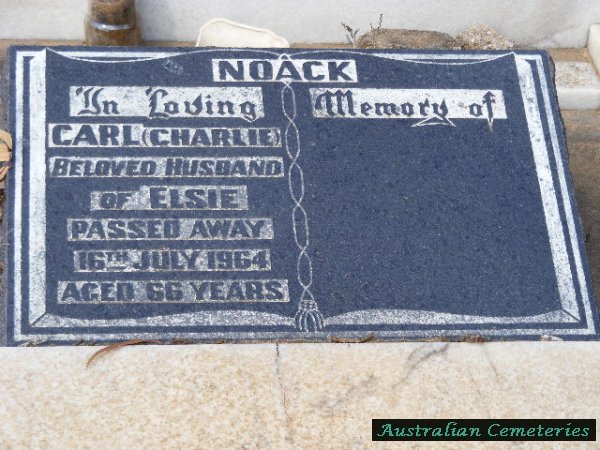 NOACK
In Loving Memory of
CARL (CHARLIE)
BELOVED HUSBAND
OF ELSIE
PASSED AWAY
16TH JULY 1964
AGED 66 YEARS
Australian Cemeteries